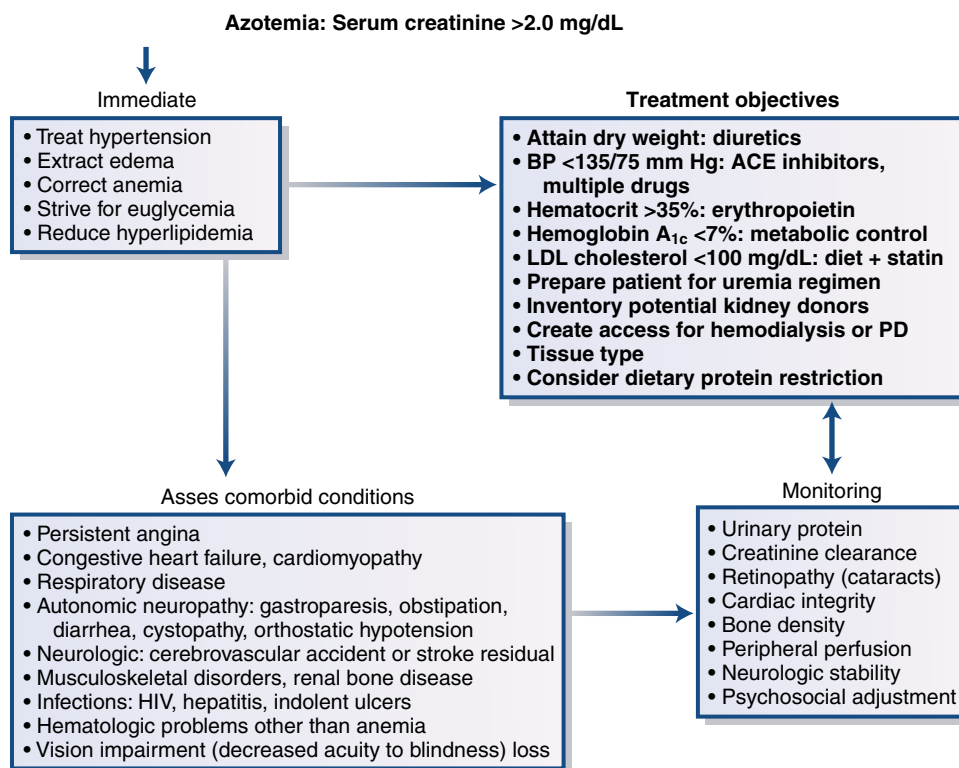 Azotemia: Serum creatinine >2.0 mg/dL
Immediate
• Treat hypertension
• Extract edema
• Correct anemia
• Strive for euglycemia
• Reduce hyperlipidemia
Treatment objectives
• Attain dry weight: diuretics
• BP <135/75 mm Hg: ACE inhibitors,
multiple drugs
• Hematocrit >35%: erythropoietin
• Hemoglobin A1c <7%: metabolic control
• LDL cholesterol <100 mg/dL: diet + statin
• Prepare patient for uremia regimen
• Inventory potential kidney donors
• Create access for hemodialysis or PD
• Tissue type
• Consider dietary protein restriction
Asses comorbid conditions
• Persistent angina
• Congestive heart failure, cardiomyopathy
• Respiratory disease
• Autonomic neuropathy: gastroparesis, obstipation,
diarrhea, cystopathy, orthostatic hypotension
• Neurologic: cerebrovascular accident or stroke residual
• Musculoskeletal disorders, renal bone disease
• Infections: HIV, hepatitis, indolent ulcers
• Hematologic problems other than anemia
• Vision impairment (decreased acuity to blindness) loss
Monitoring
• Urinary protein
• Creatinine clearance
• Retinopathy (cataracts)
• Cardiac integrity
• Bone density
• Peripheral perfusion
• Neurologic stability
• Psychosocial adjustment